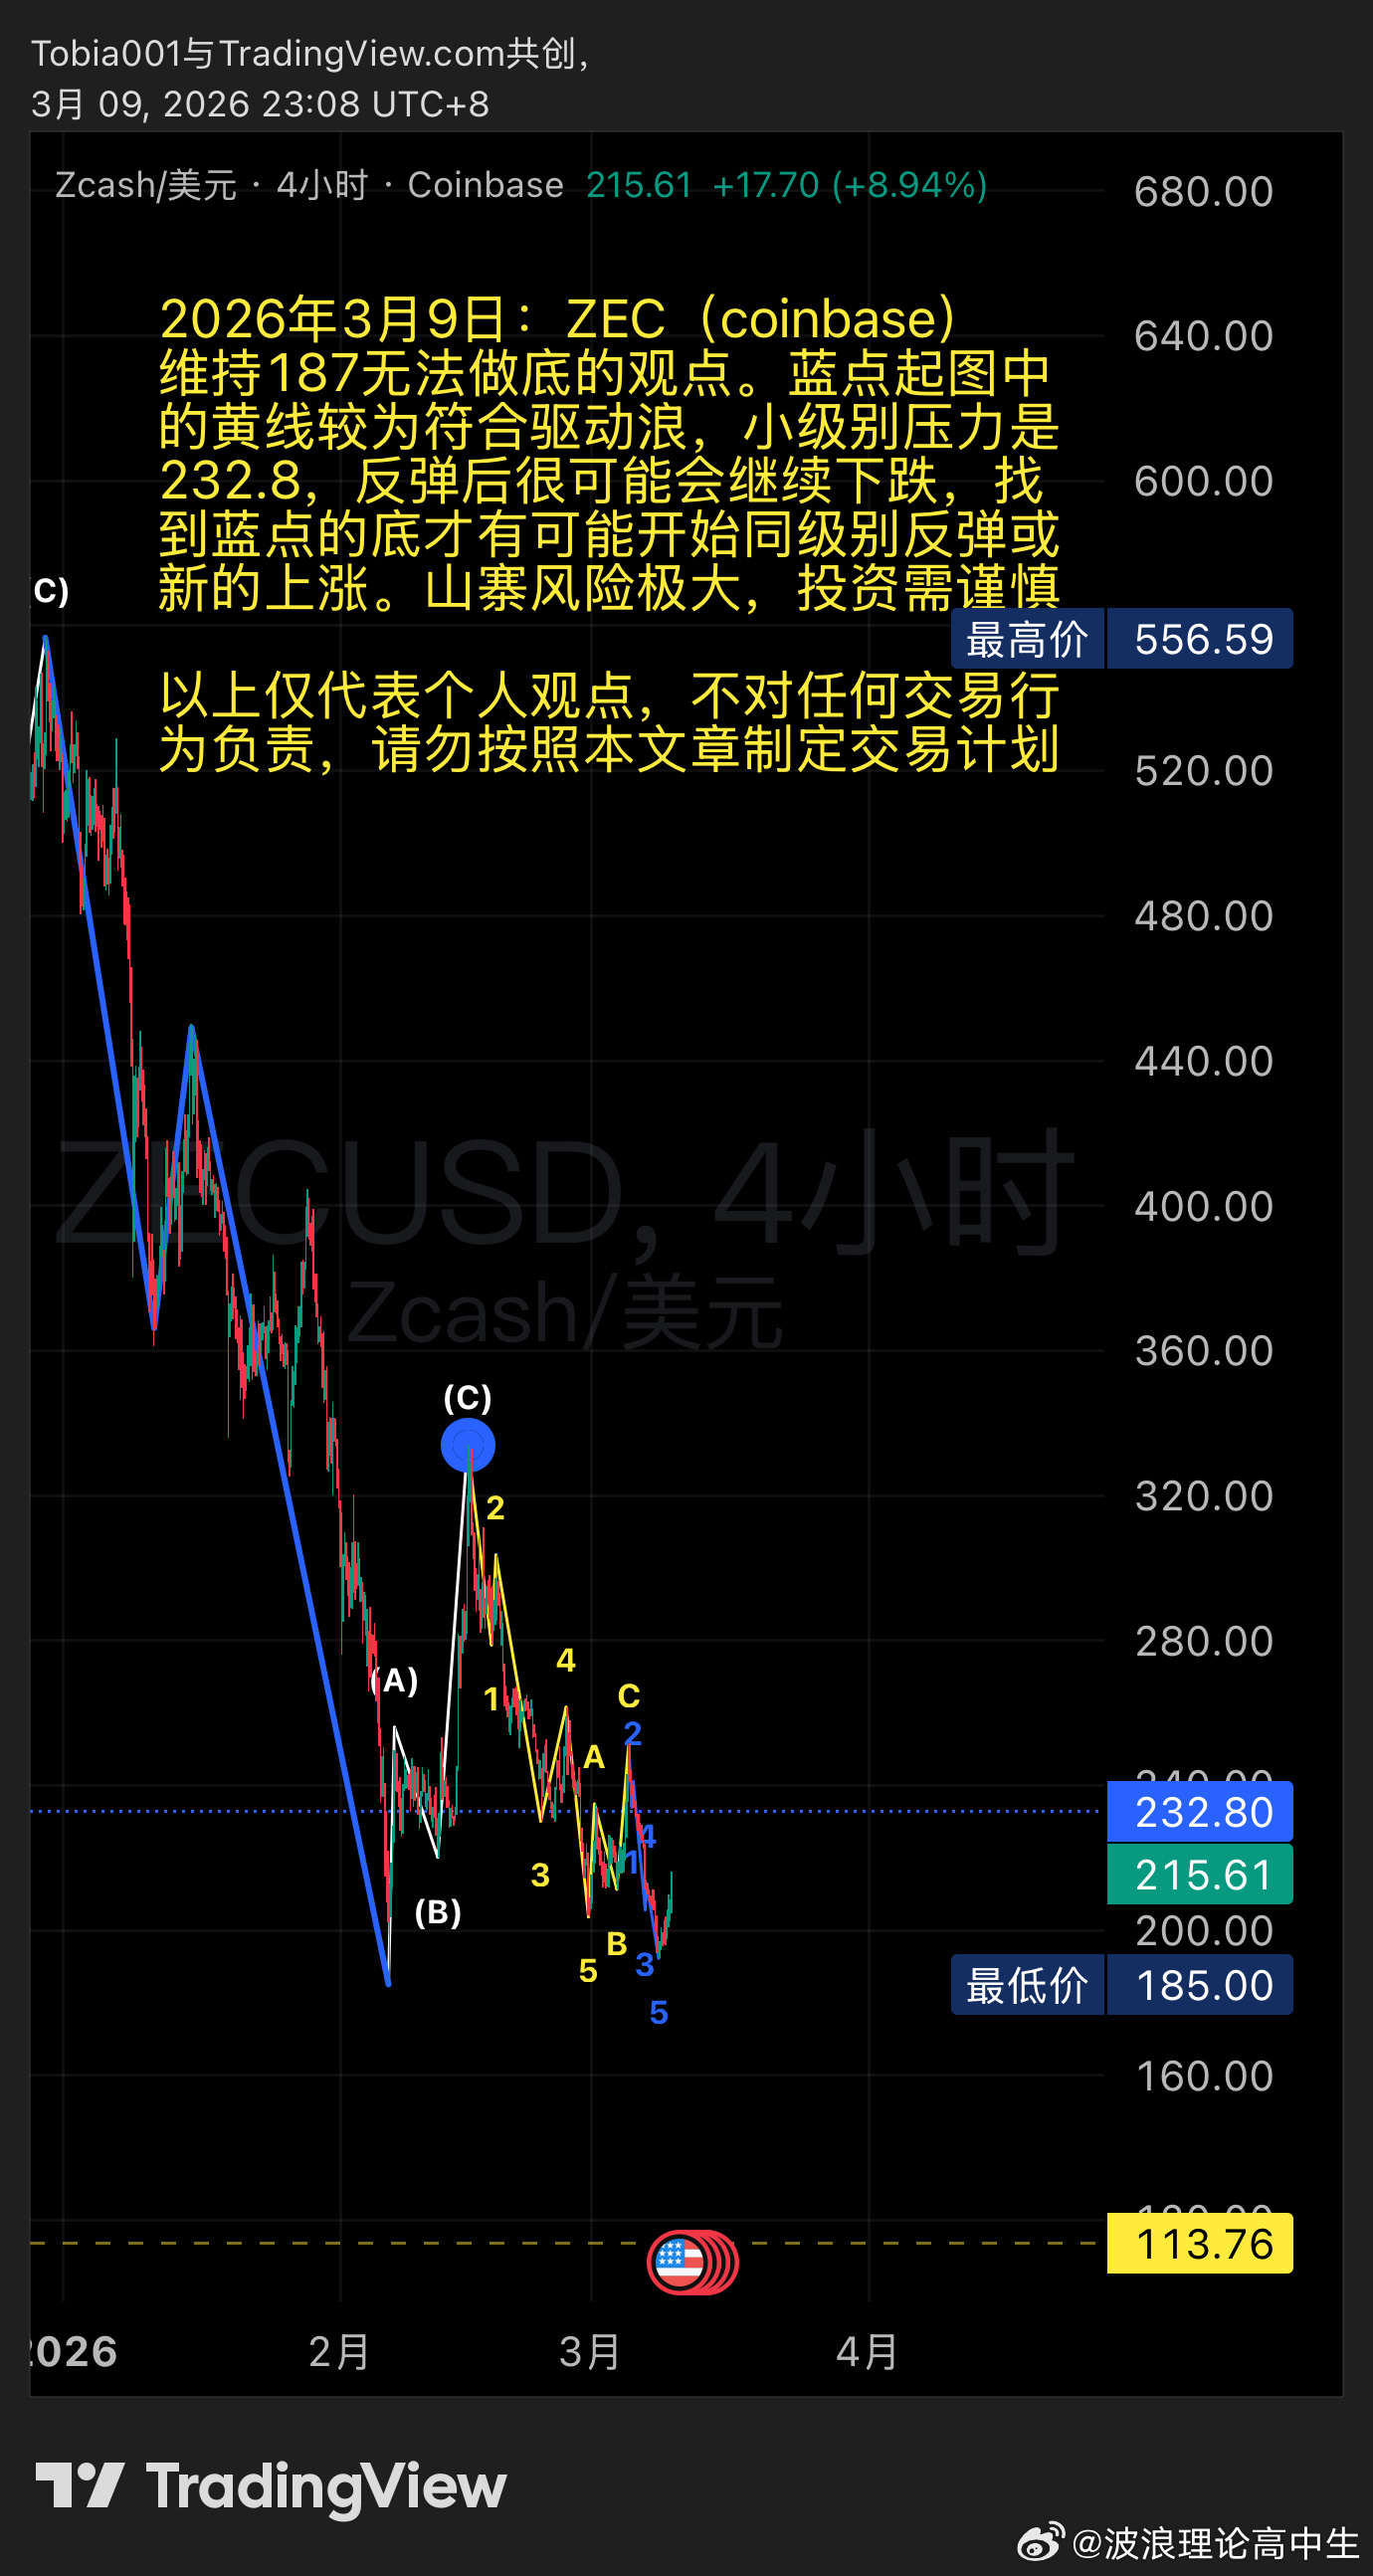 Tobia001与TradingView.com共创，
3月 09, 2026 23:08 UTC+8
Zcash/美元 · 4小时 · Coinbase 215.61 +17.70 (+8.94%)
680.00
2026年3月9日：ZEC（coinbase）
维持187无法做底的观点。蓝点起图中
的黄线较为符合驱动浪，小级别压力是
232.8，反弹后很可能会继续下跌，找
到蓝点的底才有可能开始同级别反弹或
新的上涨。山寨风险极大，投资需谨慎
以上仅代表个人观点，不对任何交易行
为负责，请勿按照本文章制定交易计划
640.00
600.00
C)
最高价 556.59
520.00
480.00
440.00
ZECUSD，4小时
Zcash/美元
400.00
360.00
(C)
320.00
2
280.00
4
(A)
1
C
2
A
232.80
4
1
3
215.61
(B)
200.00
B
3
5
最低价 185.00
5
160.00
113.76
2026
2月
3月
4月
TradingView
@波浪理论高中生